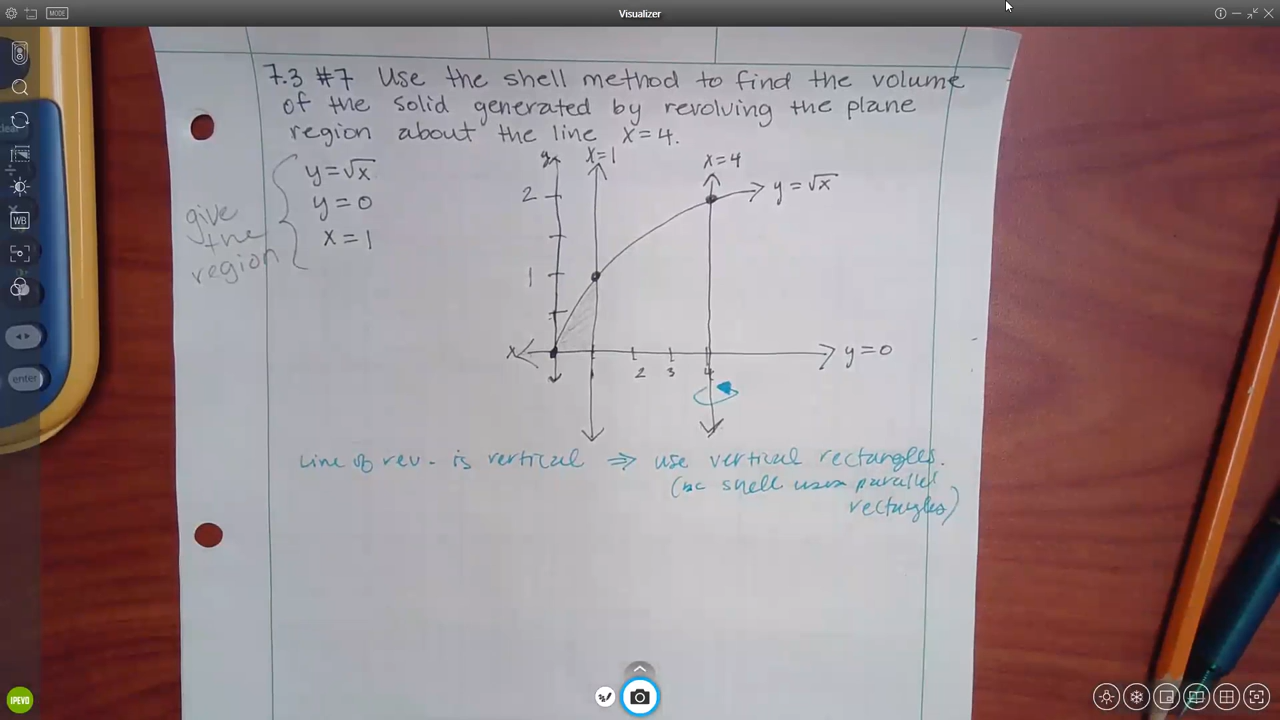 MODE
Visualizer
7.3 #7 Use the shell method to find the volume
of the solid generated by revolving the plane
region about the line x=4.
y=√x
y=0
x=1
give
the
region
y
x=1
x=4
2
y=√x
1
x
y=0
2
3
4
Line of rev. is vertical ⇒ use vertical rectangles.
(bc shell uses parallel
rectangles)
enter
WB
IPEVO